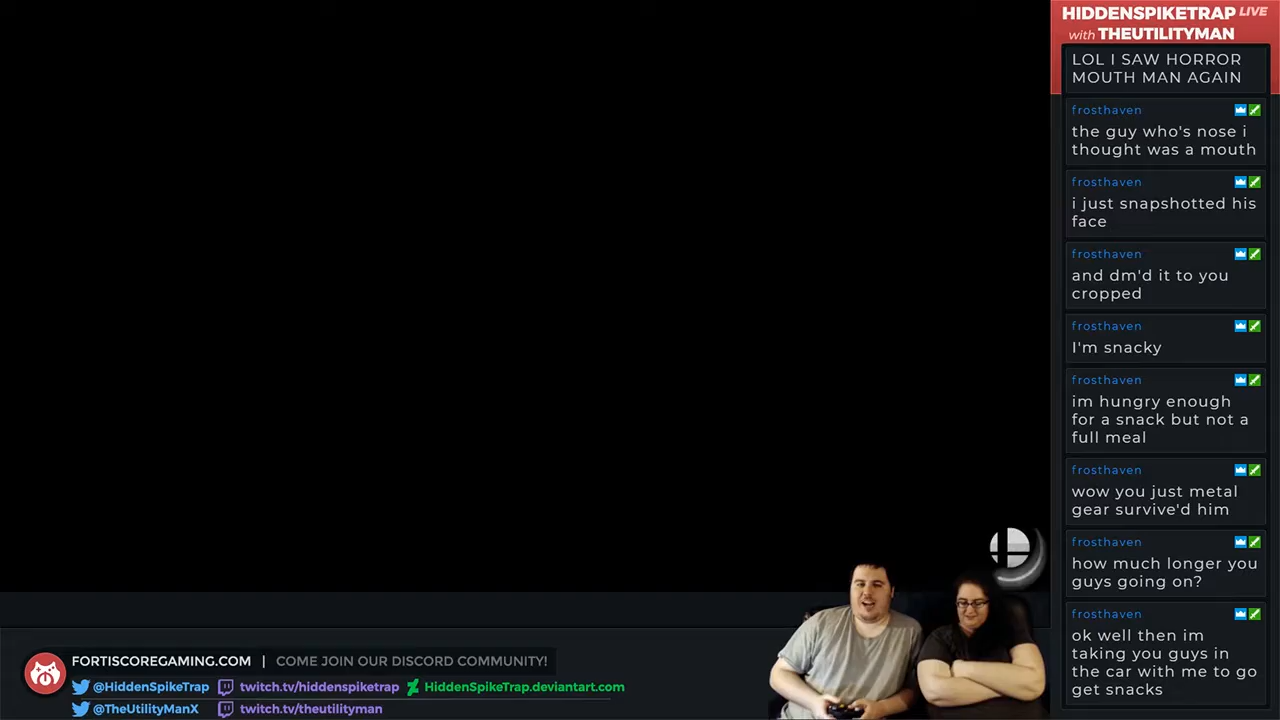 HIDDENSPIKETRAP LIVE
with THEUTILITYMAN
LOL I SAW HORROR
MOUTH MAN AGAIN
frosthaven
the guy who's nose i
thought was a mouth
frosthaven
i just snapshotted his
face
frosthaven
and dm'd it to you
cropped
frosthaven
I'm snacky
frosthaven
im hungry enough
for a snack but not a
full meal
frosthaven
wow you just metal
gear survive'd him
frosthaven
how much longer you
guys going on?
frosthaven
ok well then im
taking you guys in
the car with me to go
get snacks
FORTISCOREGAMING.COM | COME JOIN OUR DISCORD COMMUNITY!
@HiddenSpikeTrap twitch.tv/hiddenspiketrap HiddenSpikeTrap.deviantart.com
@TheUtilityManX twitch.tv/theutilityman